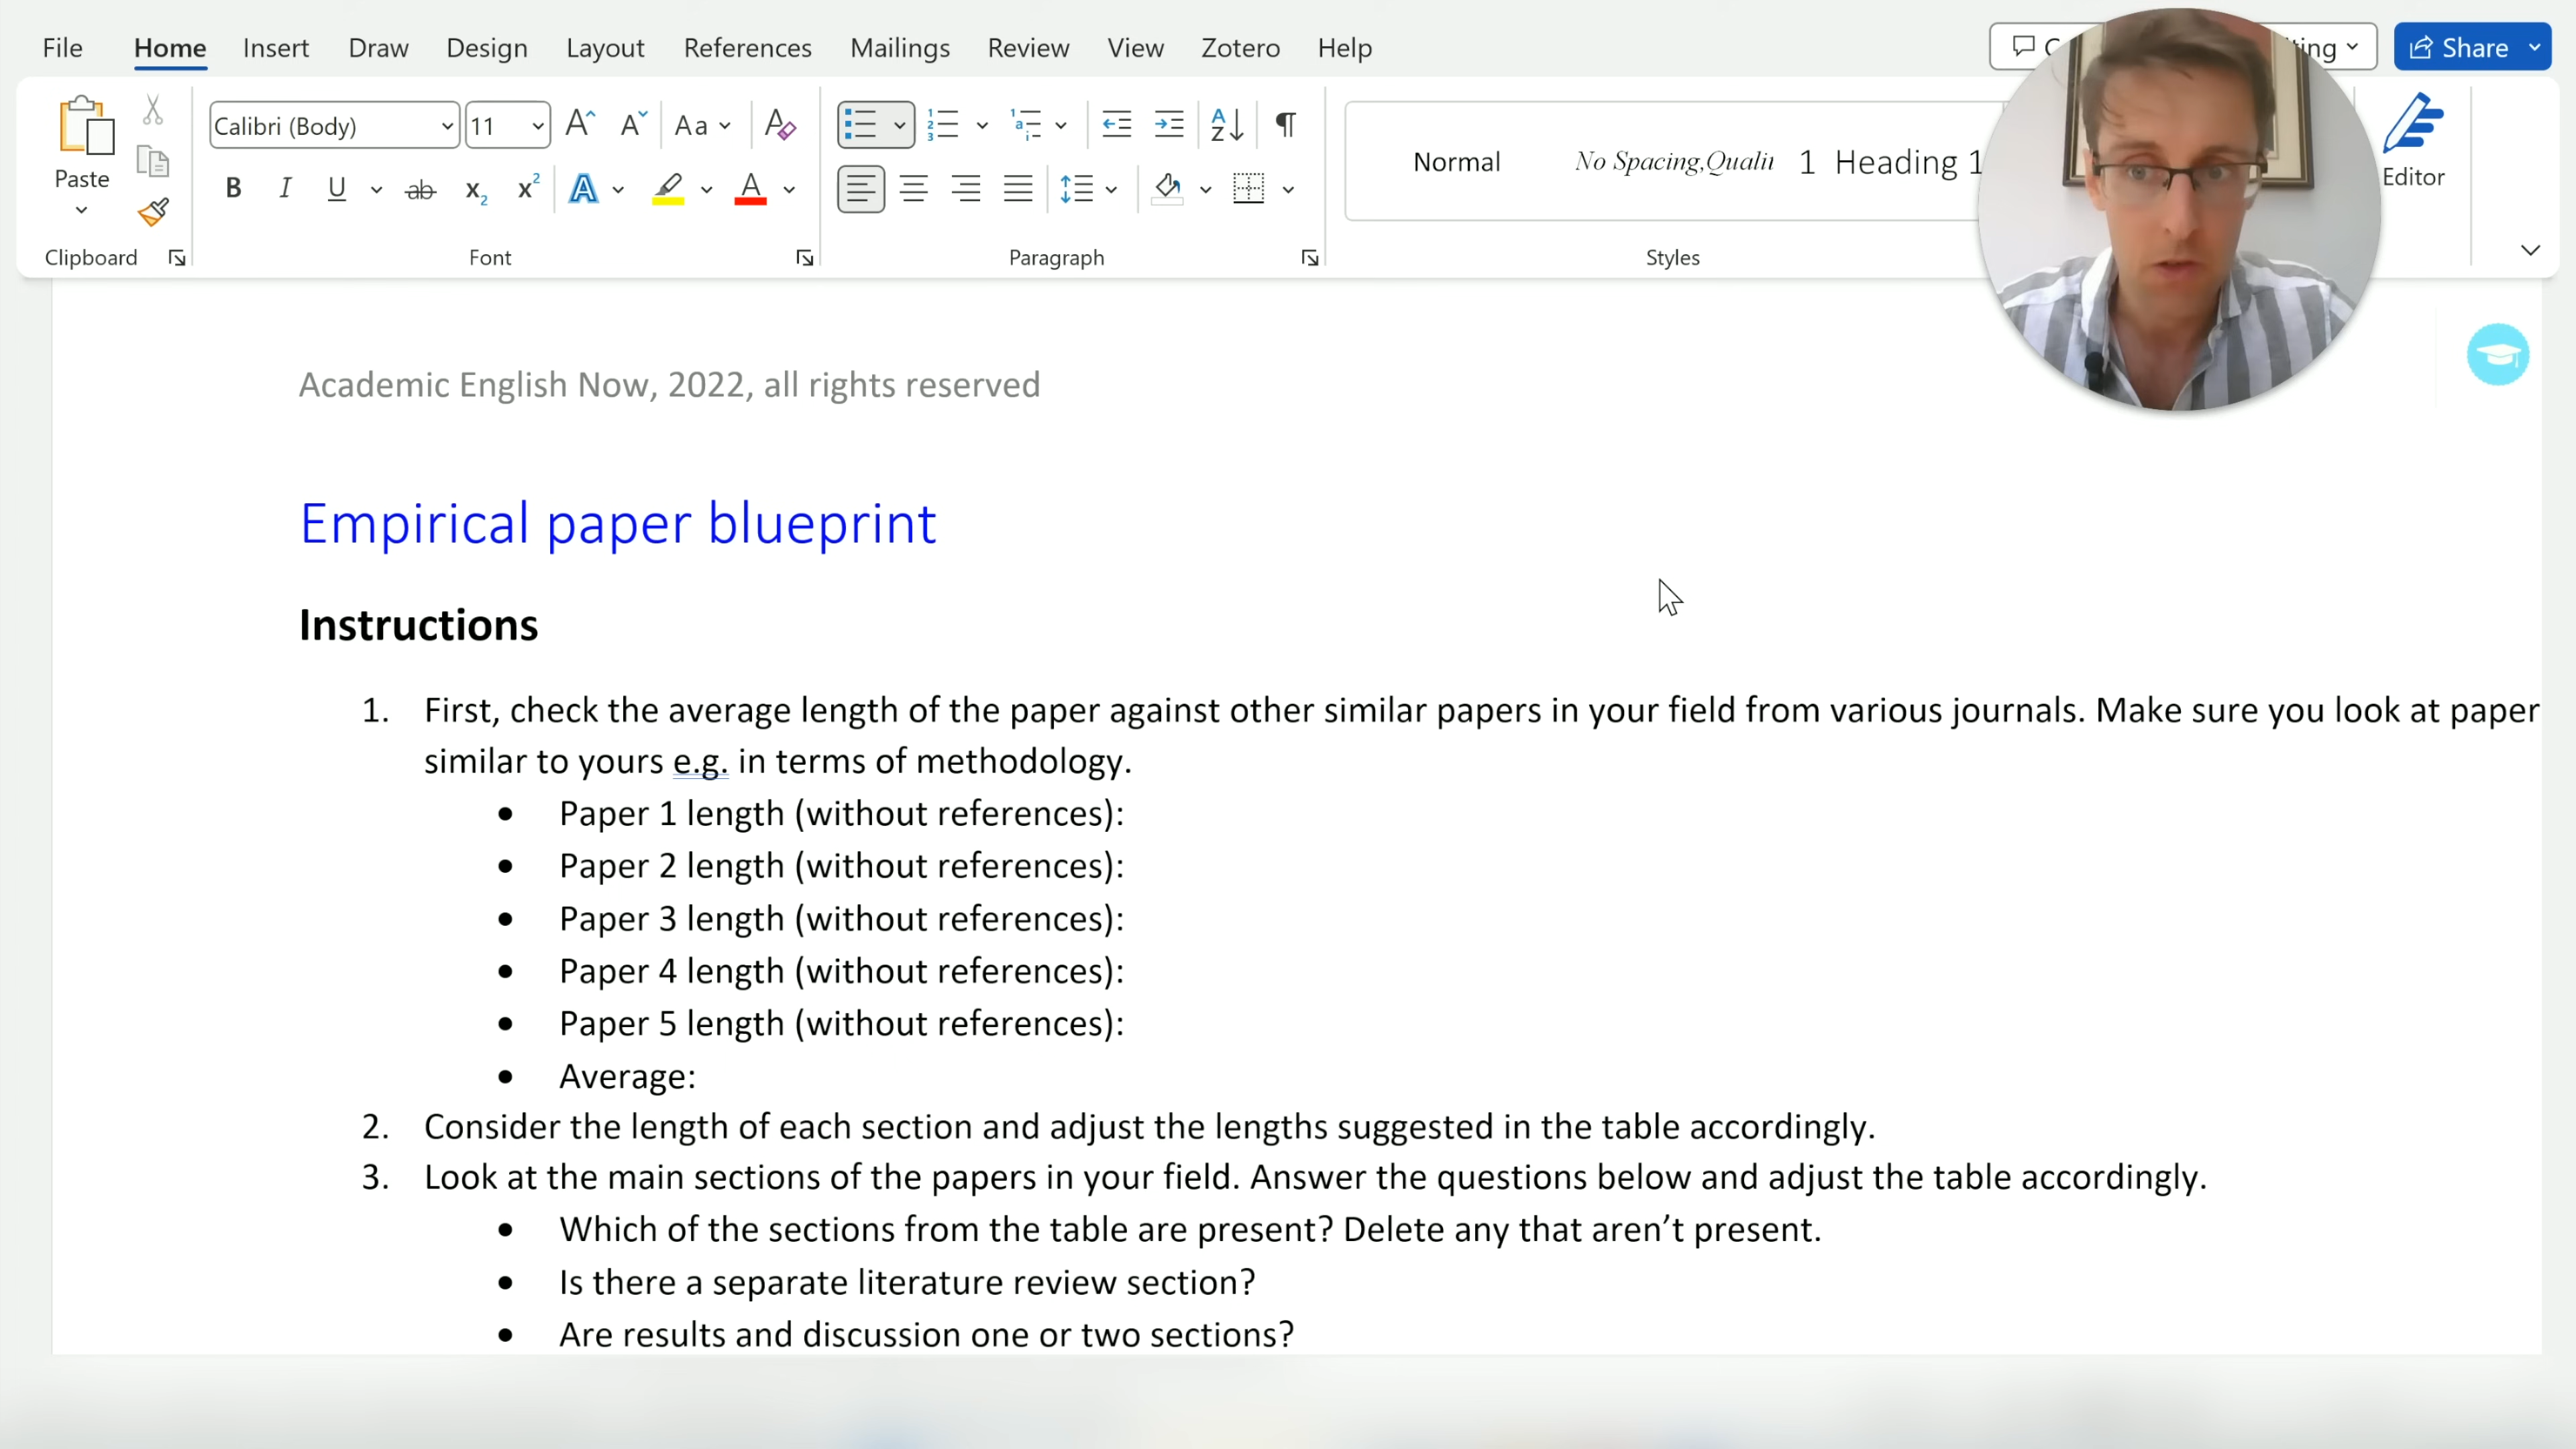 File Home Insert Draw Design Layout References Mailings Review View Zotero Help Share
Paste
Calibri (Body) 11
Normal No Spacing,Quali 1 Heading 1
Editor
Clipboard Font Paragraph Styles
Academic English Now, 2022, all rights reserved
Empirical paper blueprint
Instructions
1. First, check the average length of the paper against other similar papers in your field from various journals. Make sure you look at paper
similar to yours e.g. in terms of methodology.
• Paper 1 length (without references):
• Paper 2 length (without references):
• Paper 3 length (without references):
• Paper 4 length (without references):
• Paper 5 length (without references):
• Average:
2. Consider the length of each section and adjust the lengths suggested in the table accordingly.
3. Look at the main sections of the papers in your field. Answer the questions below and adjust the table accordingly.
• Which of the sections from the table are present? Delete any that aren’t present.
• Is there a separate literature review section?
• Are results and discussion one or two sections?